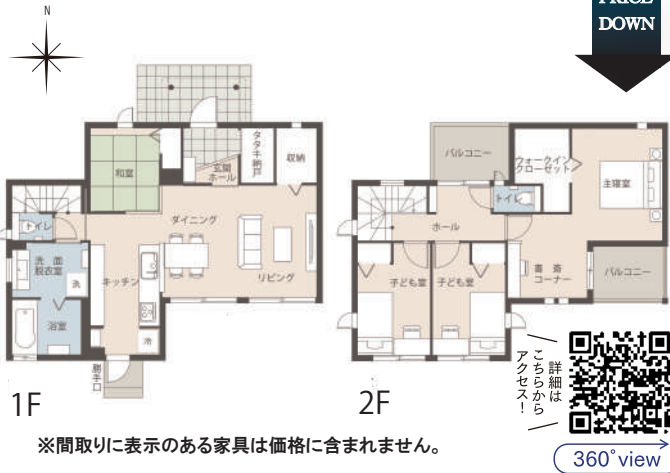 N
PRICE
DOWN
和室
玄関
ホール
タタキ納戸
収納
トイレ
ダイニング
洗面
脱衣室
洗
キッチン
リビング
浴室
冷
勝手口
1F
バルコニー
ウォークイン
クローゼット
主寝室
トイレ
ホール
子ども室
子ども室
書斎
コーナー
バルコニー
2F
詳細は
こちらから
アクセス!
360°view
※間取りに表示のある家具は価格に含まれません。